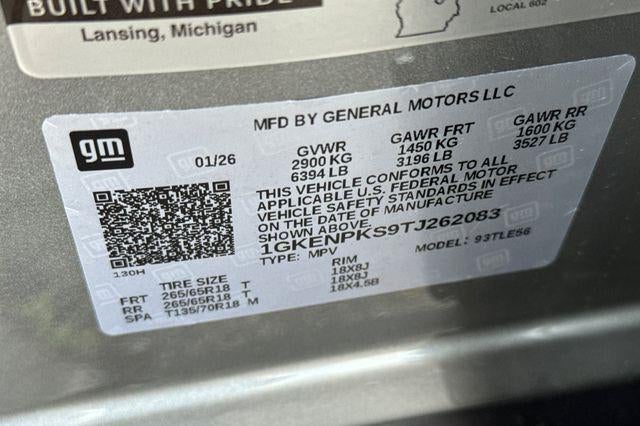 BUILT WITH PRIDE
Lansing, Michigan
LOCAL 602
gm
MFD BY GENERAL MOTORS LLC
01/26
GVWR GAWR FRT GAWR RR
2900 KG 1450 KG 1600 KG
6394 LB 3196 LB 3527 LB
THIS VEHICLE CONFORMS TO ALL
APPLICABLE U.S. FEDERAL MOTOR
VEHICLE SAFETY STANDARDS IN EFFECT
ON THE DATE OF MANUFACTURE
SHOWN ABOVE.
1GKENPKS9TJ262083
TYPE: MPV MODEL: 93TLE56
130H
TIRE SIZE RIM
FRT 265/65R18 T 18X8J
RR 265/65R18 T 18X8J
SPA T135/70R18 M 18X4.5B